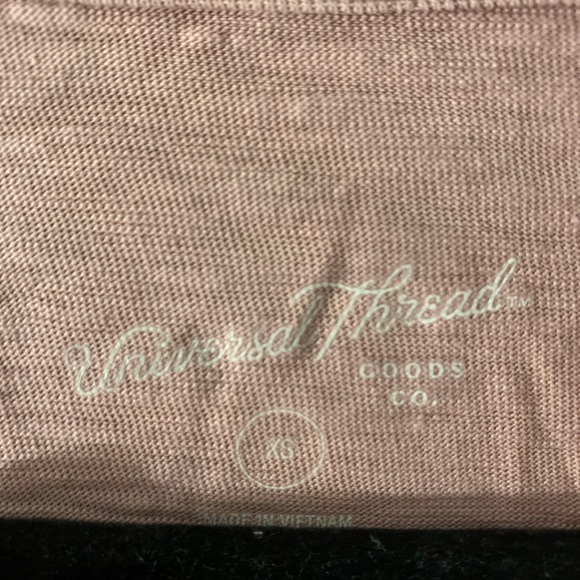 Universal Thread™
GOODS
CO.
XS
MADE IN VIETNAM